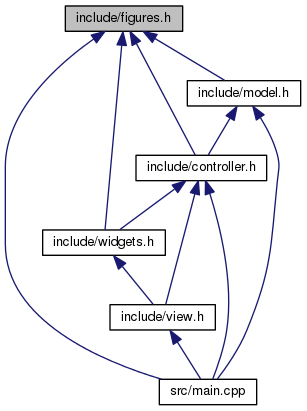 include/figures.h
include/model.h
include/controller.h
include/widgets.h
include/view.h
src/main.cpp